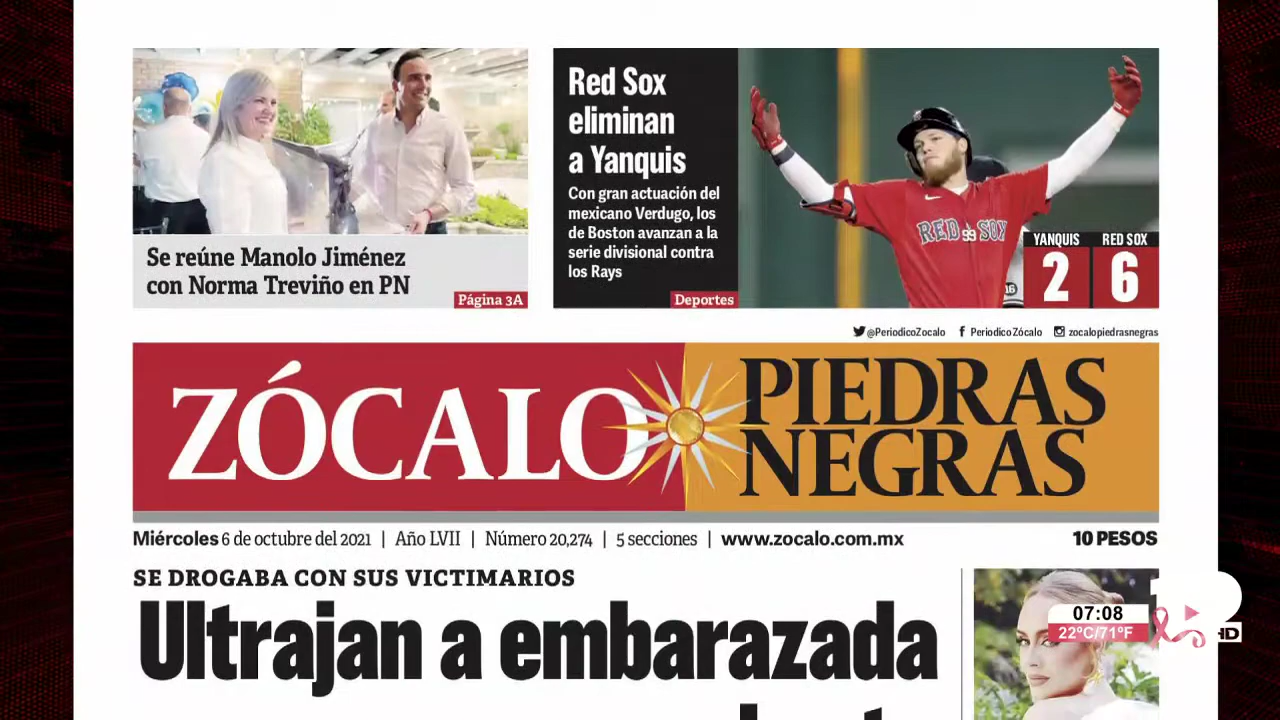 Se reúne Manolo Jiménez
con Norma Treviño en PN
Página 3A
Red Sox
eliminan
a Yanquis
Con gran actuación del
mexicano Verdugo, los
de Boston avanzan a la
serie divisional contra
los Rays
Deportes
RED SOX
99
YANQUIS RED SOX
2 6
@PeriodicoZocalo Periodico Zócalo zocalopiedrasnegras
ZÓCALO
PIEDRAS
NEGRAS
Miércoles 6 de octubre del 2021 | Año LVII | Número 20,274 | 5 secciones | www.zocalo.com.mx
10 PESOS
SE DROGABA CON SUS VICTIMARIOS
Ultrajan a embarazada
07:08
22°C/71°F
HD